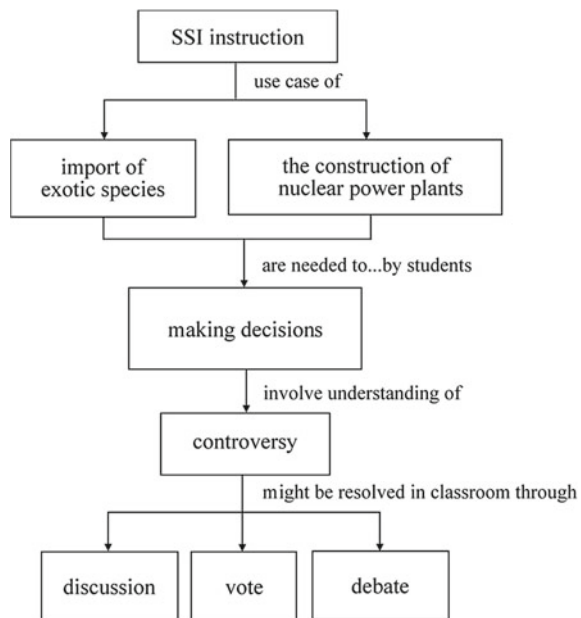 SSI instruction
use case of
import of
exotic species
the construction of
nuclear power plants
are needed to...by students
making decisions
involve understanding of
controversy
might be resolved in classroom through
discussion
vote
debate